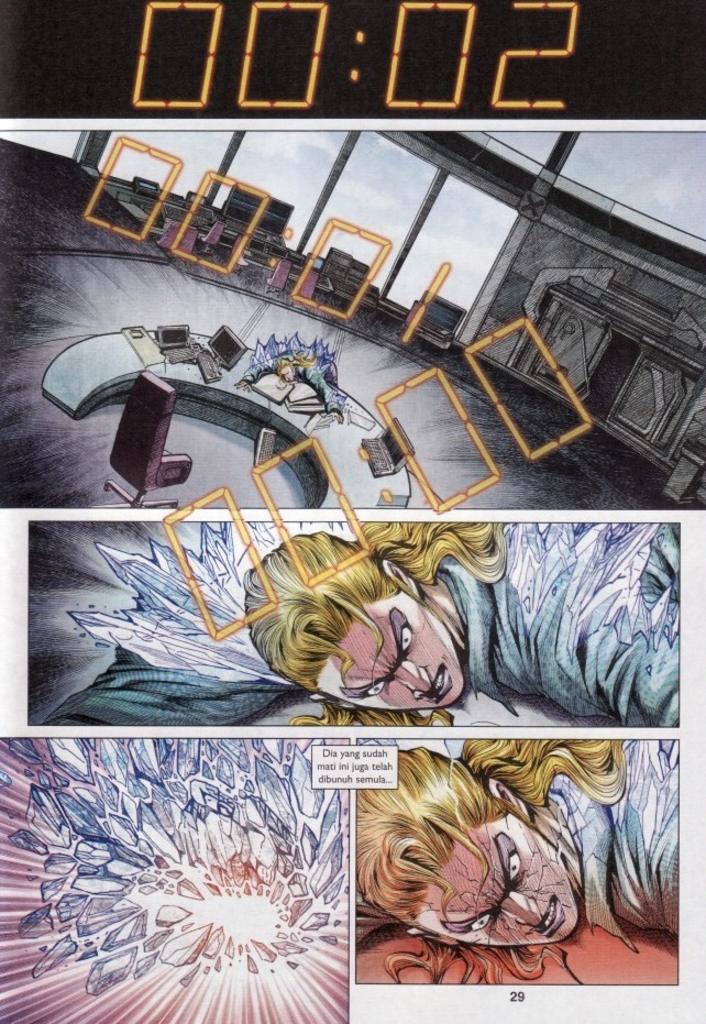 00:02
00:01
00:00
Dia yang sudah
mati ini juga telah
dibunuh semula...
29